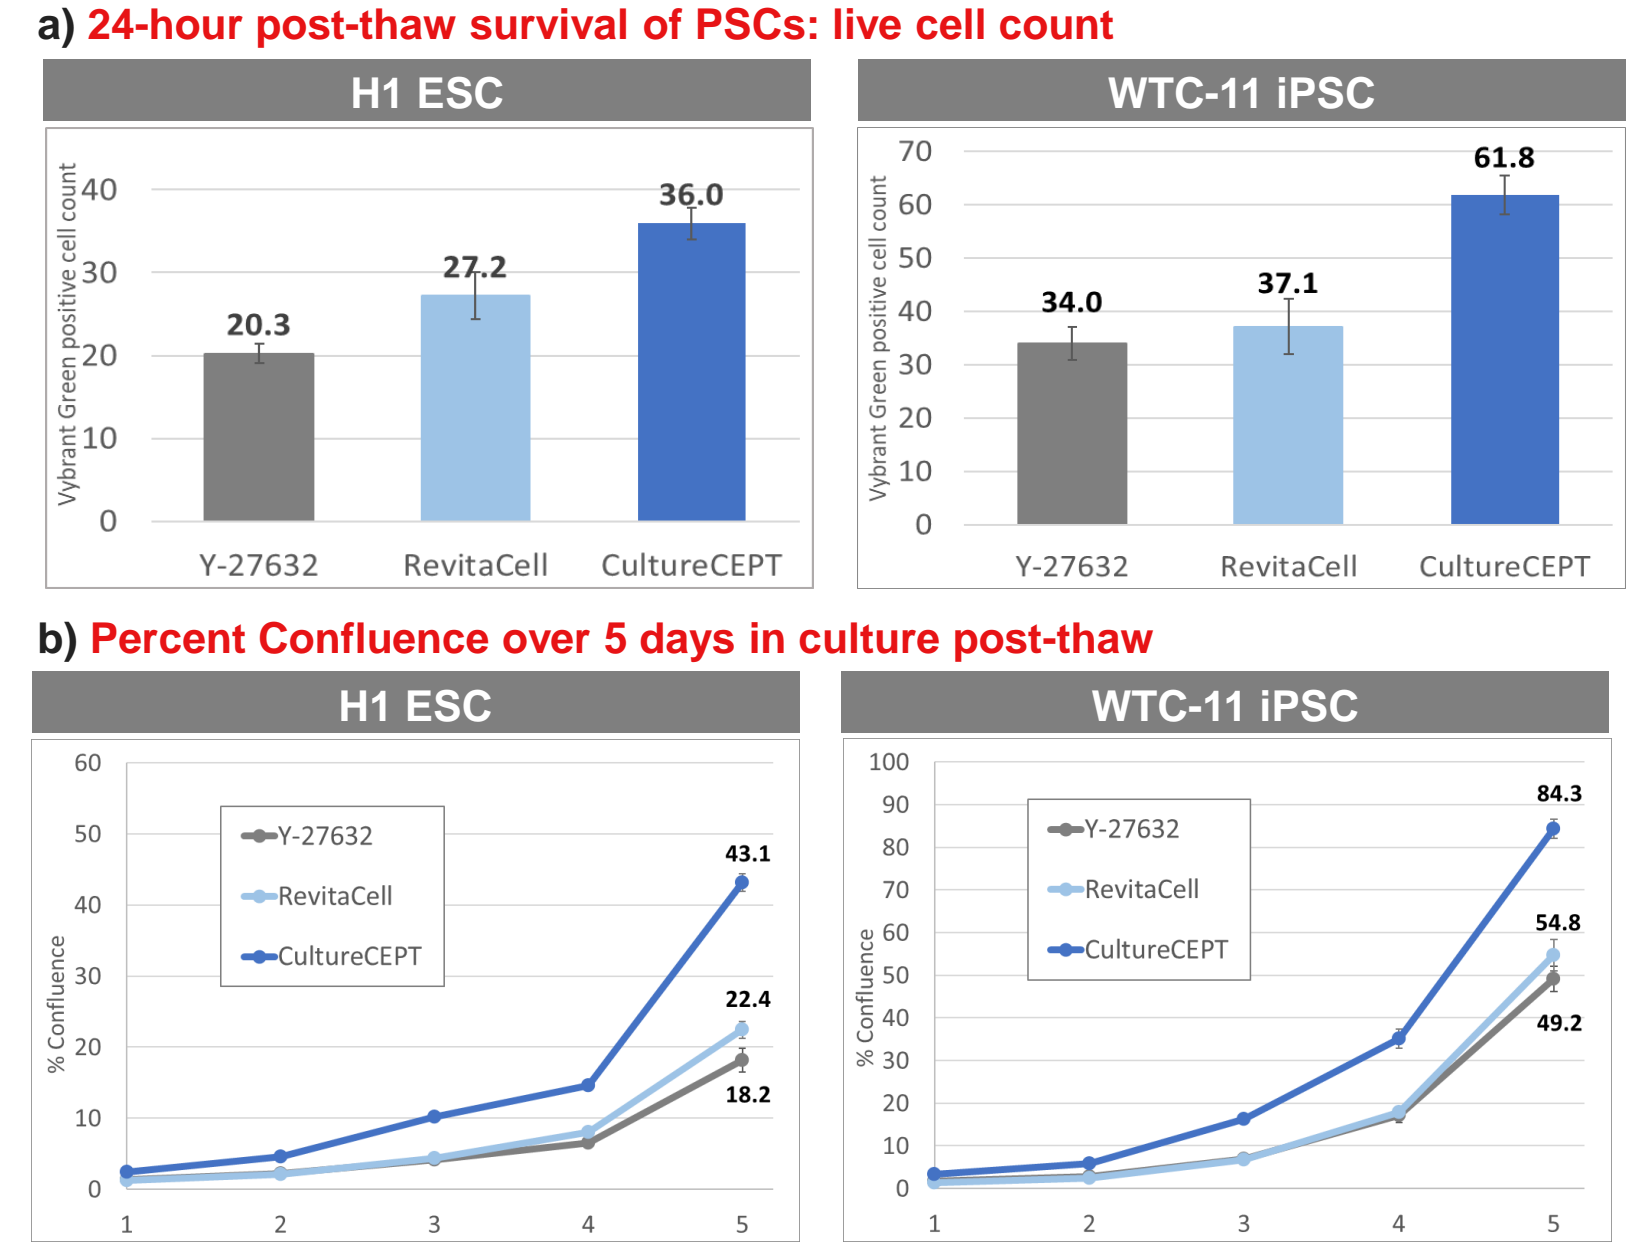 a) 24-hour post-thaw survival of PSCs: live cell count
H1 ESC
Vybrant Green positive cell count
40
30
20
10
0
20.3
27.2
36.0
Y-27632
RevitaCell
CultureCEPT
WTC-11 iPSC
Vybrant Green positive cell count
70
60
50
40
30
20
10
0
34.0
37.1
61.8
Y-27632
RevitaCell
CultureCEPT
b) Percent Confluence over 5 days in culture post-thaw
H1 ESC
% Confluence
60
50
40
30
20
10
0
Y-27632
RevitaCell
CultureCEPT
43.1
22.4
18.2
1
2
3
4
5
WTC-11 iPSC
% Confluence
100
90
80
70
60
50
40
30
20
10
0
Y-27632
RevitaCell
CultureCEPT
84.3
54.8
49.2
1
2
3
4
5